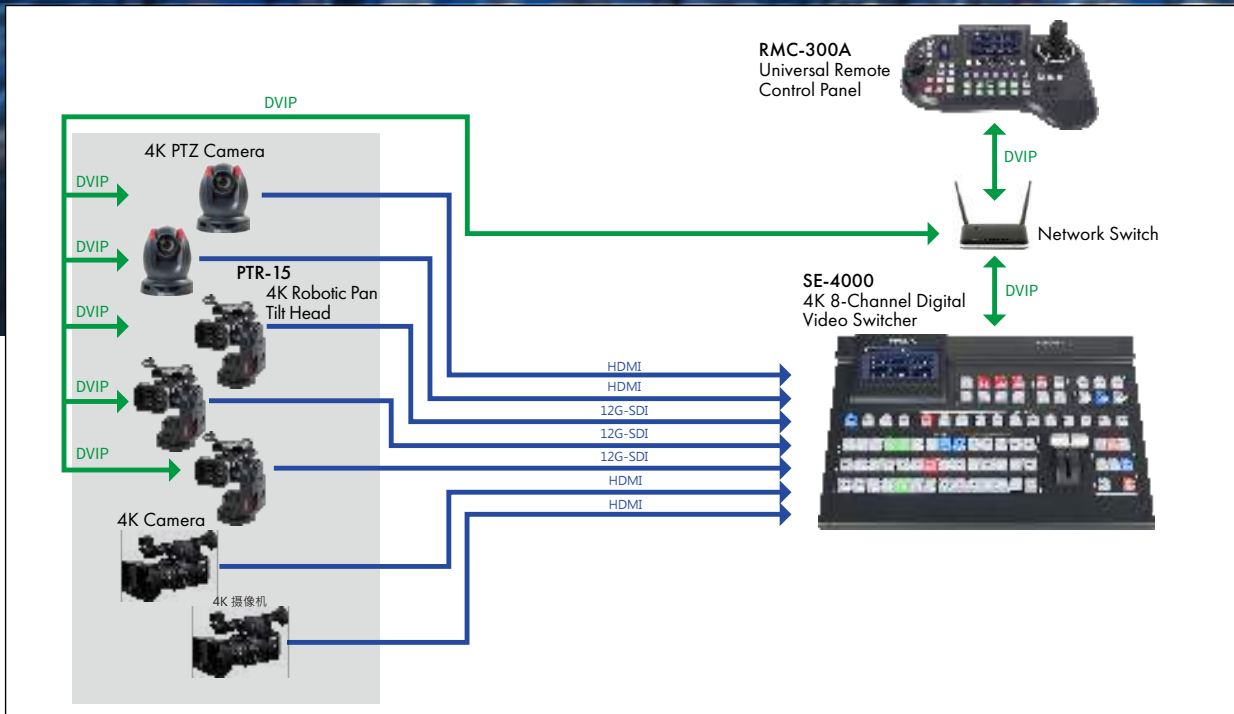 RMC-300A
Universal Remote
Control Panel
DVIP
DVIP
4K PTZ Camera
DVIP
Network Switch
DVIP
PTR-15
4K Robotic Pan
Tilt Head
SE-4000
4K 8-Channel Digital
Video Switcher
DVIP
DVIP
DVIP
DVIP
HDMI
HDMI
12G-SDI
12G-SDI
12G-SDI
HDMI
HDMI
4K Camera
4K 摄像机